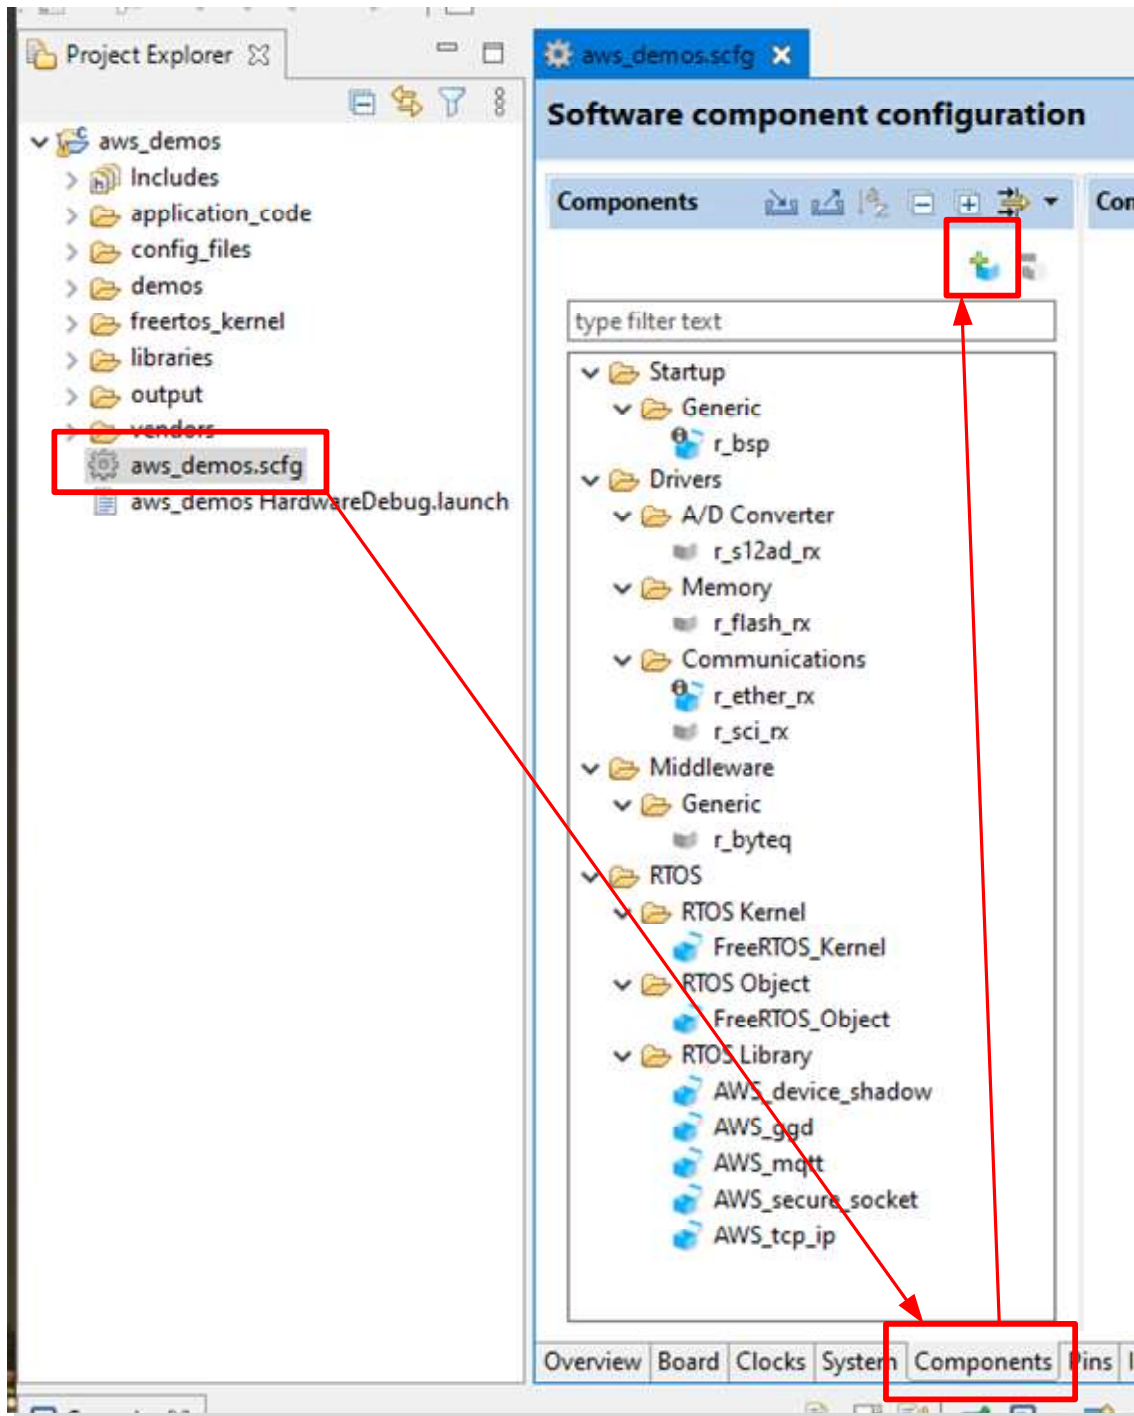 Project Explorer
aws_demos
Includes
application_code
config_files
demos
freertos_kernel
libraries
output
vendors
aws_demos.scfg
aws_demos HardwareDebug.launch
aws_demos.scfg
Software component configuration
Components
type filter text
Startup
Generic
r_bsp
Drivers
A/D Converter
r_s12ad_rx
Memory
r_flash_rx
Communications
r_ether_rx
r_sci_rx
Middleware
Generic
r_byteq
RTOS
RTOS Kernel
FreeRTOS_Kernel
RTOS Object
FreeRTOS_Object
RTOS Library
AWS_device_shadow
AWS_ggd
AWS_mqtt
AWS_secure_socket
AWS_tcp_ip
Overview Board Clocks System Components Pins